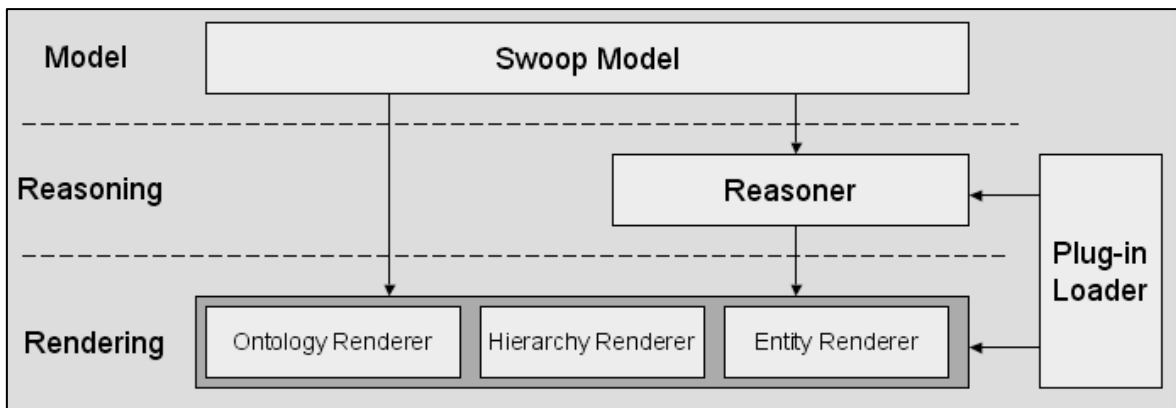 Model
Swoop Model
Reasoning
Reasoner
Plug-in
Loader
Rendering
Ontology Renderer
Hierarchy Renderer
Entity Renderer